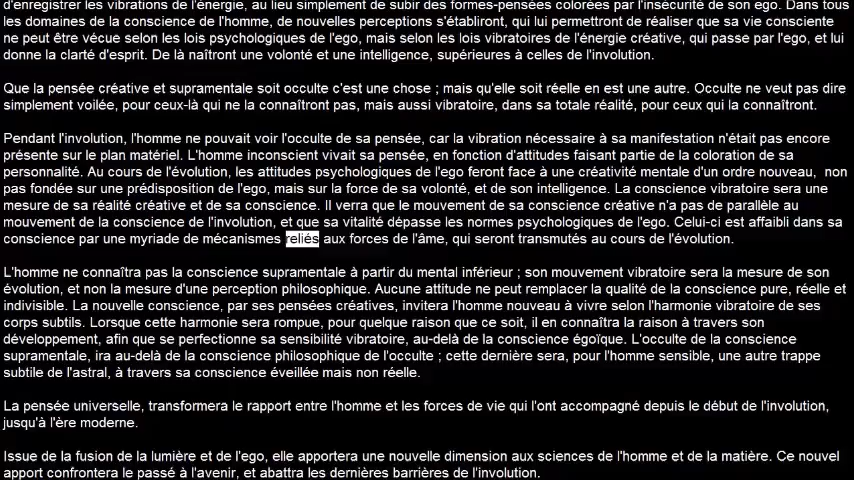 d'enregistrer les vibrations de l'énergie, au lieu simplement de subir des formes-pensées colorées par l'insécurité de son ego. Dans tous
les domaines de la conscience de l'homme, de nouvelles perceptions s'établiront, qui lui permettront de réaliser que sa vie consciente
ne peut être vécue selon les lois psychologiques de l'ego, mais selon les lois vibratoires de l'énergie créative, qui passe par l'ego, et lui
donne la clarté d'esprit. De là naîtront une volonté et une intelligence, supérieures à celles de l'involution.
Que la pensée créative et supramentale soit occulte c'est une chose ; mais qu'elle soit réelle en est une autre. Occulte ne veut pas dire
simplement voilée, pour ceux-là qui ne la connaîtront pas, mais aussi vibratoire, dans sa totale réalité, pour ceux qui la connaîtront.
Pendant l'involution, l'homme ne pouvait voir l'occulte de sa pensée, car la vibration nécessaire à sa manifestation n'était pas encore
présente sur le plan matériel. L'homme inconscient vivait sa pensée, en fonction d'attitudes faisant partie de la coloration de sa
personnalité. Au cours de l'évolution, les attitudes psychologiques de l'ego feront face à une créativité mentale d'un ordre nouveau, non
pas fondée sur une prédisposition de l'ego, mais sur la force de sa volonté, et de son intelligence. La conscience vibratoire sera une
mesure de sa réalité créative et de sa conscience. Il verra que le mouvement de sa conscience créative n'a pas de parallèle au
mouvement de la conscience de l'involution, et que sa vitalité dépasse les normes psychologiques de l'ego. Celui-ci est affaibli dans sa
conscience par une myriade de mécanismes reliés aux forces de l'âme, qui seront transmutés au cours de l'évolution.
L'homme ne connaîtra pas la conscience supramentale à partir du mental inférieur ; son mouvement vibratoire sera la mesure de son
évolution, et non la mesure d'une perception philosophique. Aucune attitude ne peut remplacer la qualité de la conscience pure, réelle et
indivisible. La nouvelle conscience, par ses pensées créatives, invitera l'homme nouveau à vivre selon l'harmonie vibratoire de ses
corps subtils. Lorsque cette harmonie sera rompue, pour quelque raison que ce soit, il en connaîtra la raison à travers son
développement, afin que se perfectionne sa sensibilité vibratoire, au-delà de la conscience égoïque. L'occulte de la conscience
supramentale, ira au-delà de la conscience philosophique de l'occulte ; cette dernière sera, pour l'homme sensible, une autre trappe
subtile de l'astral, à travers sa conscience éveillée mais non réelle.
La pensée universelle, transformera le rapport entre l'homme et les forces de vie qui l'ont accompagné depuis le début de l'involution,
jusqu'à l'ère moderne.
Issue de la fusion de la lumière et de l'ego, elle apportera une nouvelle dimension aux sciences de l'homme et de la matière. Ce nouvel
apport confrontera le passé à l'avenir, et abattra les dernières barrières de l'involution.